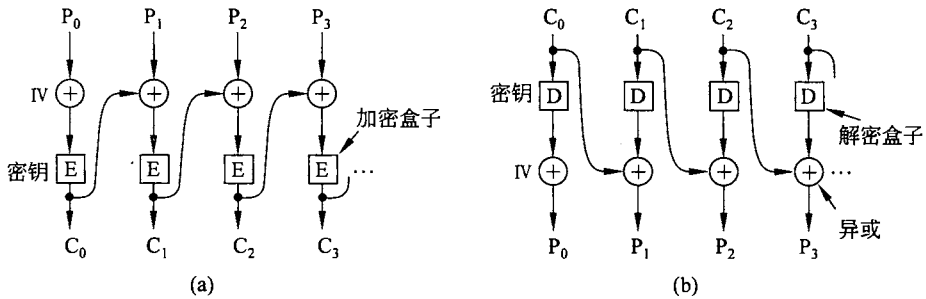 P₀ P₁ P₂ P₃
IV + + + +
加密盒子
密钥 E E E E …
C₀ C₁ C₂ C₃
(a)
C₀ C₁ C₂ C₃
密钥 D D D D
解密盒子
IV + + + + …
异或
P₀ P₁ P₂ P₃
(b)